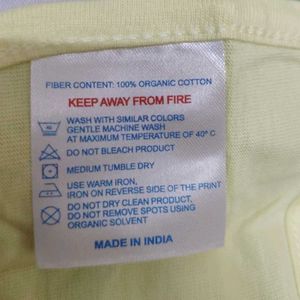 FIBER CONTENT: 100% ORGANIC COTTON
KEEP AWAY FROM FIRE
WASH WITH SIMILAR COLORS
GENTLE MACHINE WASH
AT MAXIMUM TEMPERATURE OF 40º C
DO NOT BLEACH PRODUCT
MEDIUM TUMBLE DRY
USE WARM IRON,
IRON ON REVERSE SIDE OF THE PRINT
DO NOT DRY CLEAN PRODUCT,
DO NOT REMOVE SPOTS USING
ORGANIC SOLVENT
MADE IN INDIA